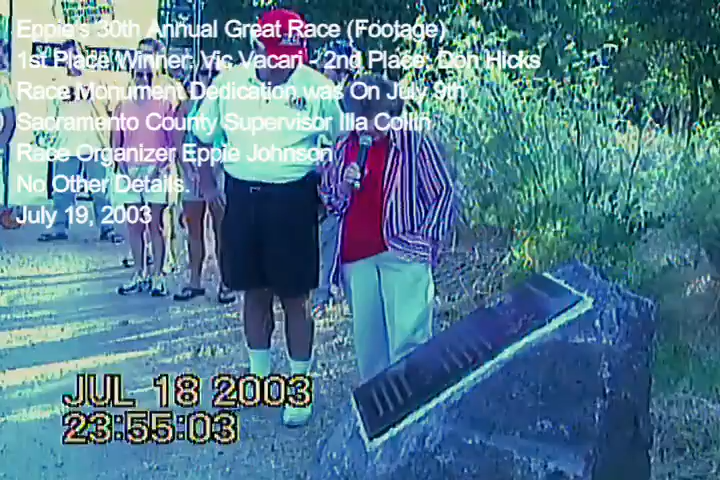 Eppie's 30th Annual Great Race (Footage)
1st Place Winner: Vic Vacari - 2nd Place: Don Hicks
Race Monument Dedication was On July 9th
Sacramento County Supervisor Illa Collin
Race Organizer Eppie Johnson
No Other Details.
July 19, 2003
JUL 18 2003
23:55:03